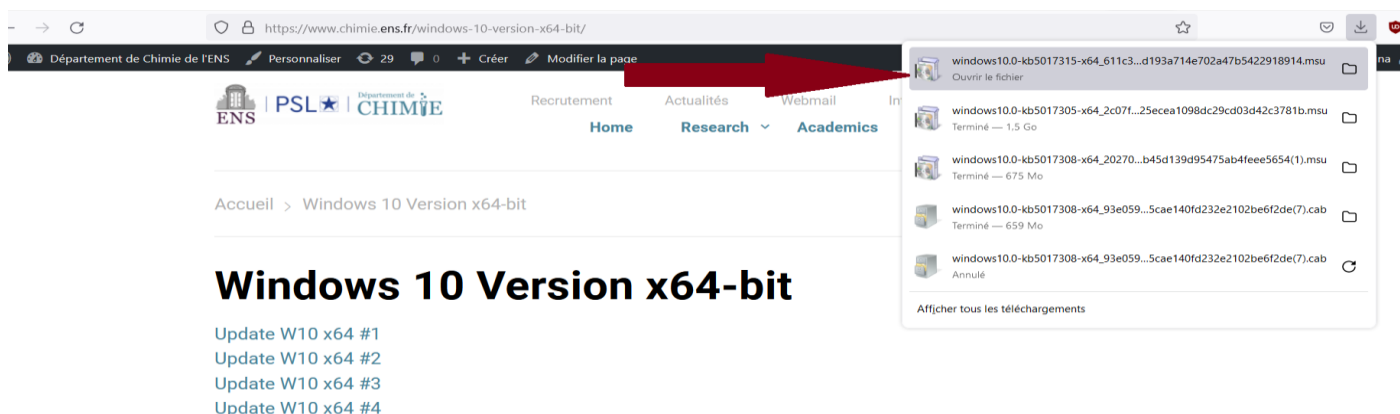 https://www.chimie.ens.fr/windows-10-version-x64-bit/
Département de Chimie de l'ENS Personnaliser 29 0 Créer Modifier la page
ENS PSL Département de CHIMIE
Recrutement Actualités Webmail
Home Research Academics
Accueil > Windows 10 Version x64-bit
Windows 10 Version x64-bit
Update W10 x64 #1
Update W10 x64 #2
Update W10 x64 #3
Update W10 x64 #4
windows10.0-kb5017315-x64_611c3...d193a714e702a47b5422918914.msu
Ouvrir le fichier
windows10.0-kb5017305-x64_2c07f...25ecea1098dc29cd03d42c3781b.msu
Terminé — 1,5 Go
windows10.0-kb5017308-x64_20270...b45d139d95475ab4feee5654(1).msu
Terminé — 675 Mo
windows10.0-kb5017308-x64_93e059...5cae140fd232e2102be6f2de(7).cab
Terminé — 659 Mo
windows10.0-kb5017308-x64_93e059...5cae140fd232e2102be6f2de(7).cab
Annulé
Afficher tous les téléchargements